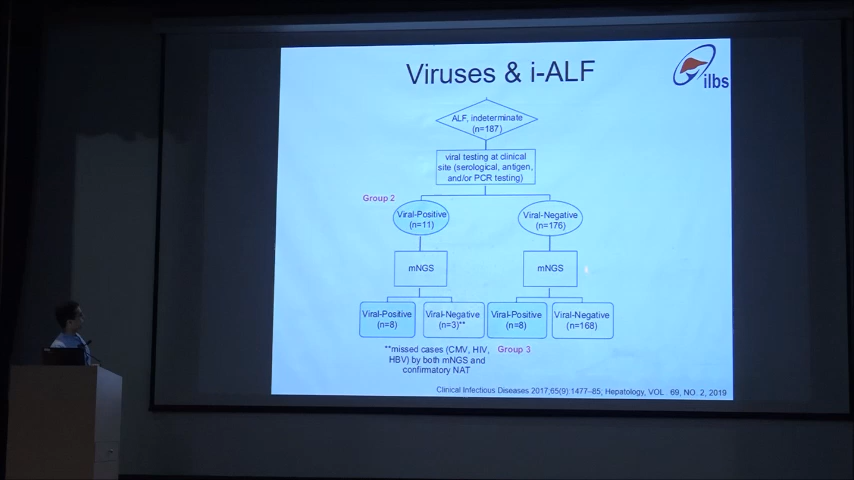 Viruses & i-ALF
ilbs
ALF, indeterminate
(n=187)
viral testing at clinical
site (serological, antigen,
and/or PCR testing)
Group 2
Viral-Positive
(n=11)
Viral-Negative
(n=176)
mNGS
mNGS
Viral-Positive
(n=8)
Viral-Negative
(n=3)**
Viral-Positive
(n=8)
Viral-Negative
(n=168)
**missed cases (CMV, HIV,
HBV) by both mNGS and
confirmatory NAT
Group 3
Clinical Infectious Diseases 2017;65(9):1477–85; Hepatology, VOL. 69, NO. 2, 2019